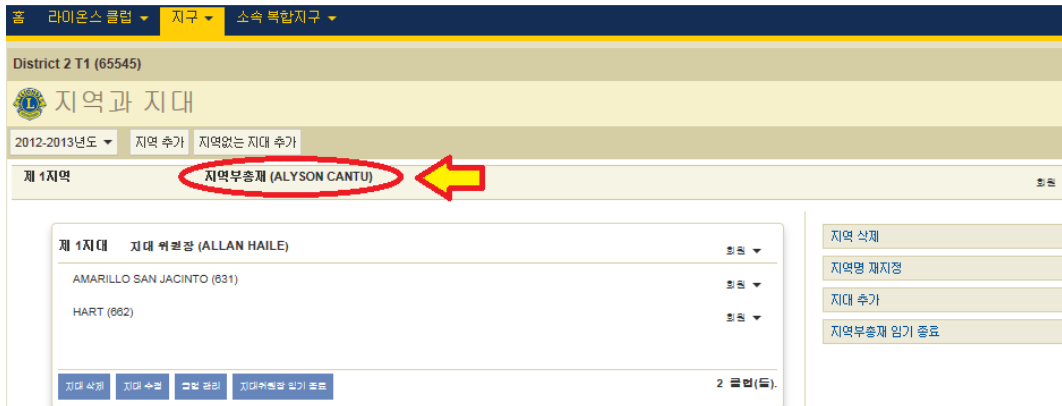 홈 라이온스 클럽 지구 소속 복합지구
District 2 T1 (65545)
지역과 지대
2012-2013년도 지역 추가 지역없는 지대 추가
제 1지역 지역부총재 (ALYSON CANTU) 회원
제 1지대 지대 위원장 (ALLAN HAILE) 회원
AMARILLO SAN JACINTO (631) 회원
HART (662) 회원
지대 삭제 지대 수정 클럽 관리 지대위원장 임기 종료 2 클럽(들).
지역 삭제
지역명 재지정
지대 추가
지역부총재 임기 종료